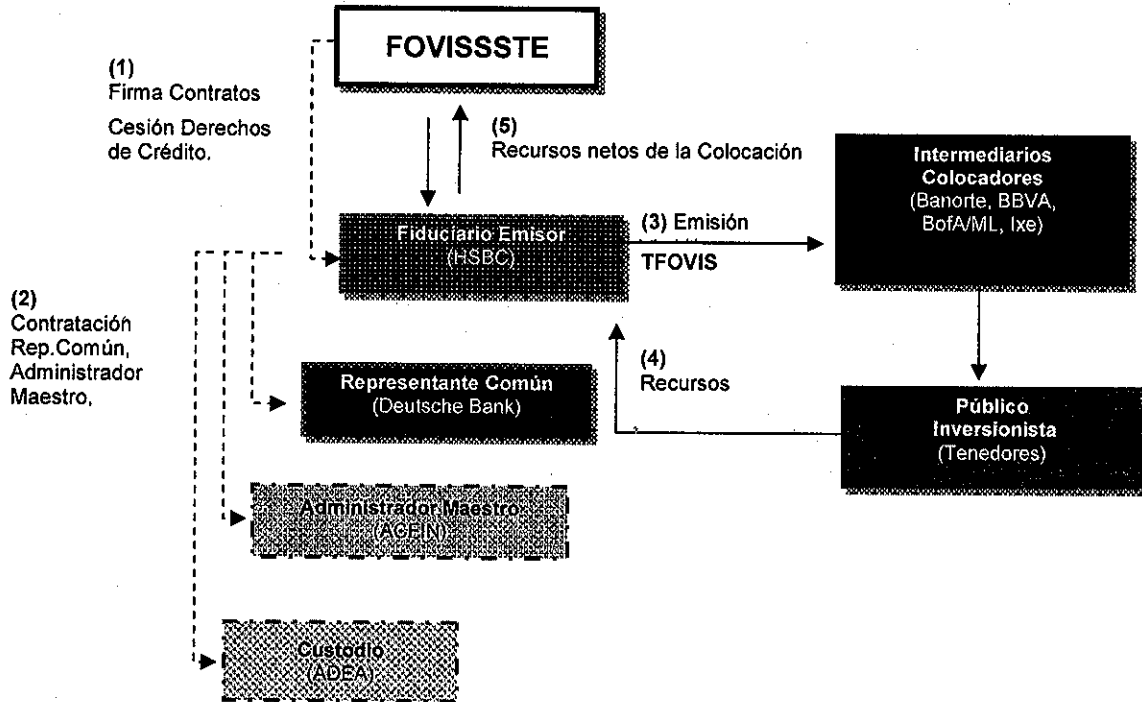 FOVISSSTE
(1)
Firma Contratos
Cesión Derechos
de Crédito.
(5)
Recursos netos de la Colocación
Intermediarios
Colocadores
(Banorte, BBVA,
BofA/ML, Ixe)
Fiduciario Emisor
(HSBC)
(3) Emisión
TFOVIS
(2)
Contratación
Rep.Común,
Administrador
Maestro,
Representante Común
(Deutsche Bank)
(4)
Recursos
Público
Inversionista
(Tenedores)
Administrador Maestro
(ACFIN)
Custodio
(ADEA)